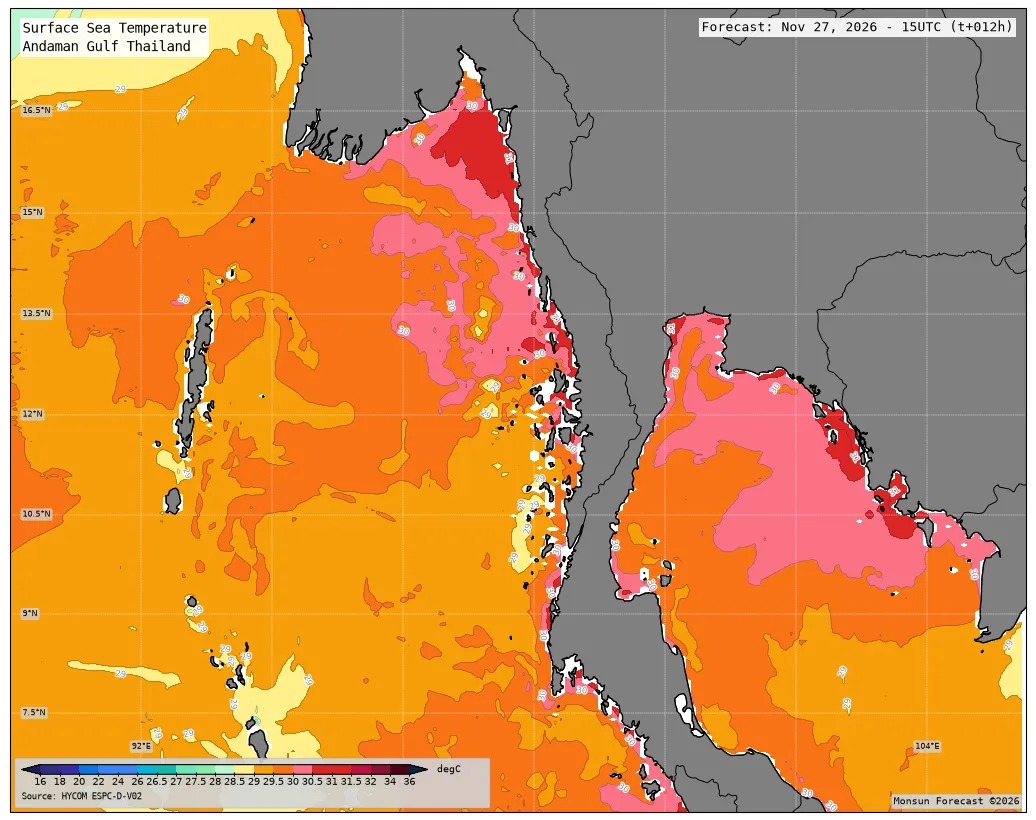 Surface Sea Temperature
Andaman Gulf Thailand
Forecast: Nov 27, 2026 - 15UTC (t+012h)
16.5°N
15°N
13.5°N
12°N
10.5°N
9°N
7.5°N
92°E
104°E
degC
16 18 20 22 24 26 26.5 27 27.5 28 28.5 29 29.5 30 30.5 31 31.5 32 34 36
Source: HYCOM ESPC-D-V02
Monsun Forecast ©2026